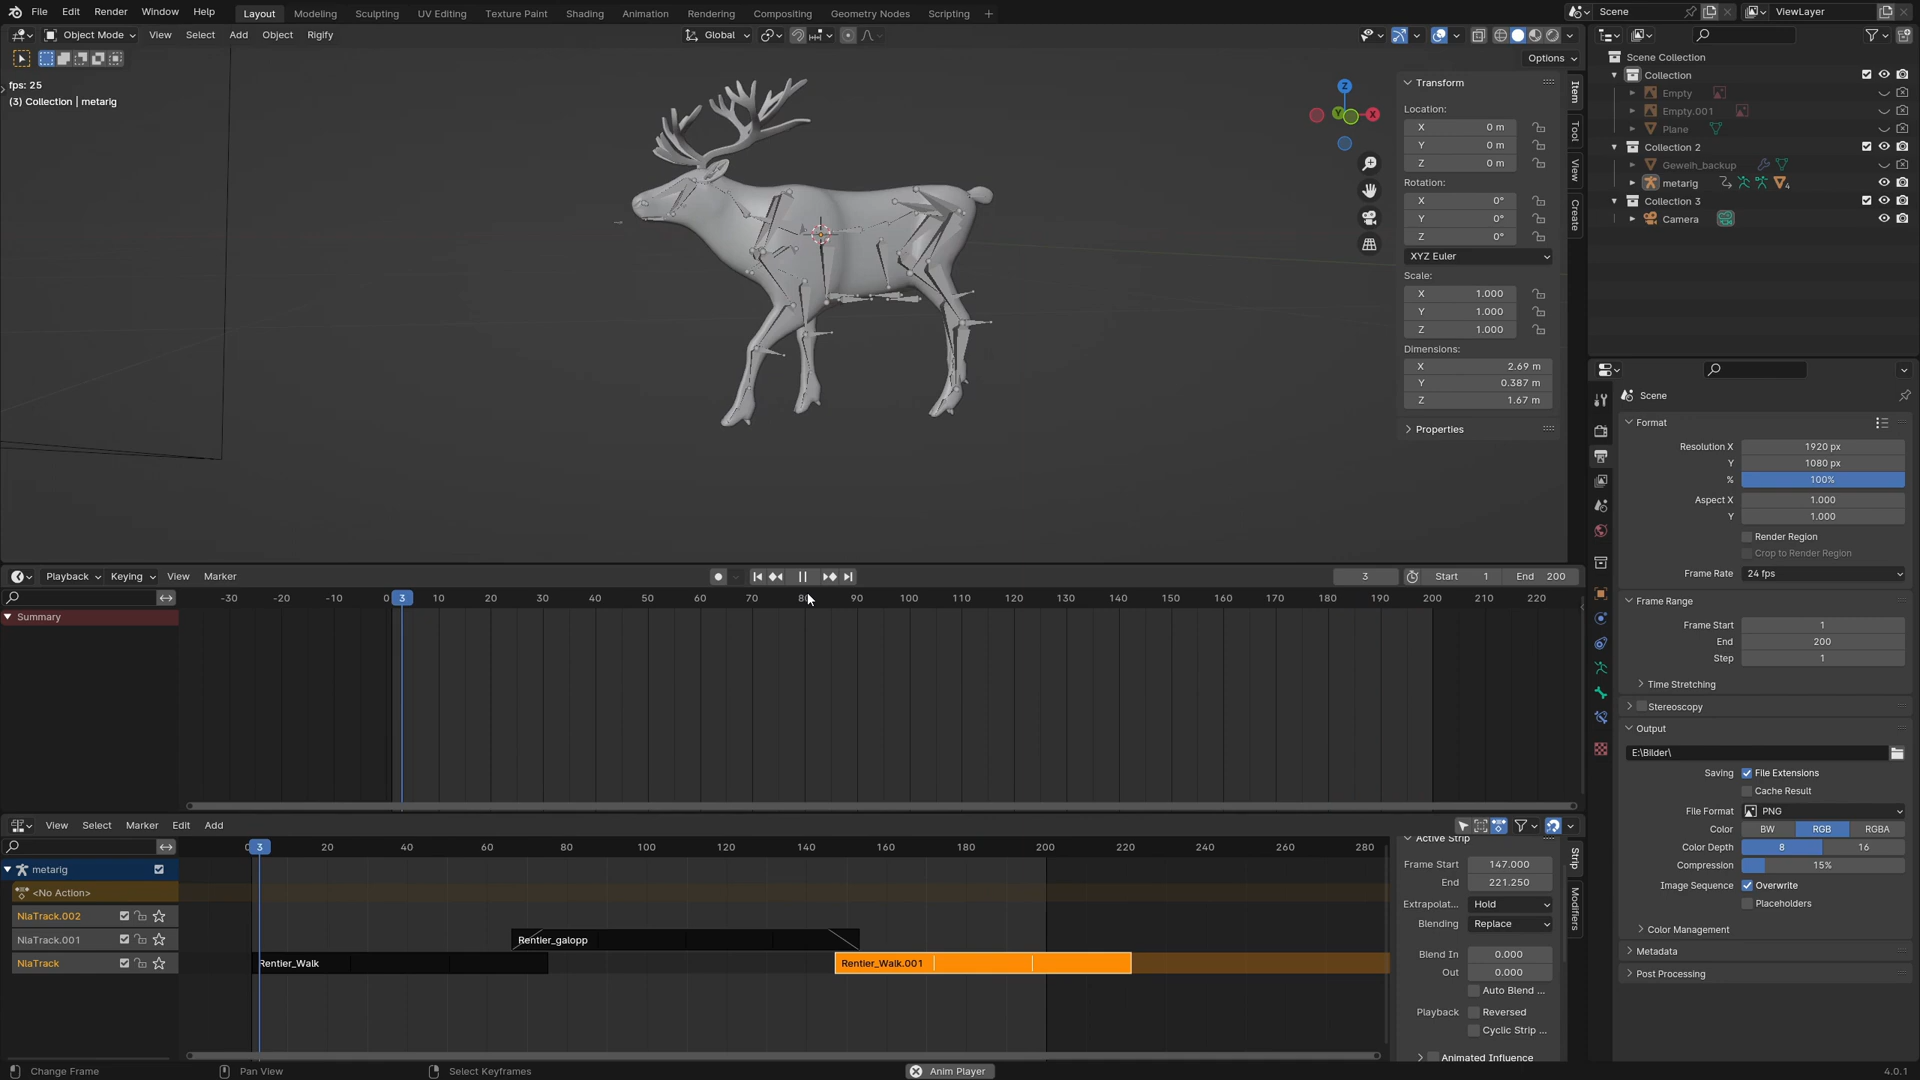 File Edit Render Window Help Layout Modeling Sculpting UV Editing Texture Paint Shading Animation Rendering Compositing Geometry Nodes Scripting Scene ViewLayer
Object Mode View Select Add Object Rigify Global
Options
fps: 25
(3) Collection | metarig
Z
Y
X
Transform
Location:
X 0 m
Y 0 m
Z 0 m
Rotation:
X 0°
Y 0°
Z 0°
XYZ Euler
Scale:
X 1.000
Y 1.000
Z 1.000
Dimensions:
X 2.69 m
Y 0.387 m
Z 1.67 m
Properties
Item
Tool
View
Create
Scene Collection
Collection
Empty
Empty.001
Plane
Collection 2
Geweih_backup
metarig 4
Collection 3
Camera
Scene
Format
Resolution X 1920 px
Y 1080 px
% 100%
Aspect X 1.000
Y 1.000
Render Region
Crop to Render Region
Frame Rate 24 fps
Frame Range
Frame Start 1
End 200
Step 1
Time Stretching
Stereoscopy
Output
E:\Bilder\
Saving File Extensions
Cache Result
File Format PNG
Color BW RGB RGBA
Color Depth 8 16
Compression 15%
Image Sequence Overwrite
Placeholders
Color Management
Metadata
Post Processing
Playback Keying View Marker 3 Start 1 End 200
-30 -20 -10 0 3 10 20 30 40 50 60 70 80 90 100 110 120 130 140 150 160 170 180 190 200 210 220
Summary
View Select Marker Edit Add
0 3 20 40 60 80 100 120 140 160 180 200 220 240 260 280
metarig
<No Action>
NlaTrack.002
NlaTrack.001 Rentier_galopp
NlaTrack Rentier_Walk Rentier_Walk.001
Active Strip
Frame Start 147.000
End 221.250
Extrapolat... Hold
Blending Replace
Blend In 0.000
Out 0.000
Auto Blend ...
Playback Reversed
Cyclic Strip ...
Animated Influence
Strip
Modifiers
Change Frame Pan View Select Keyframes Anim Player 4.0.1